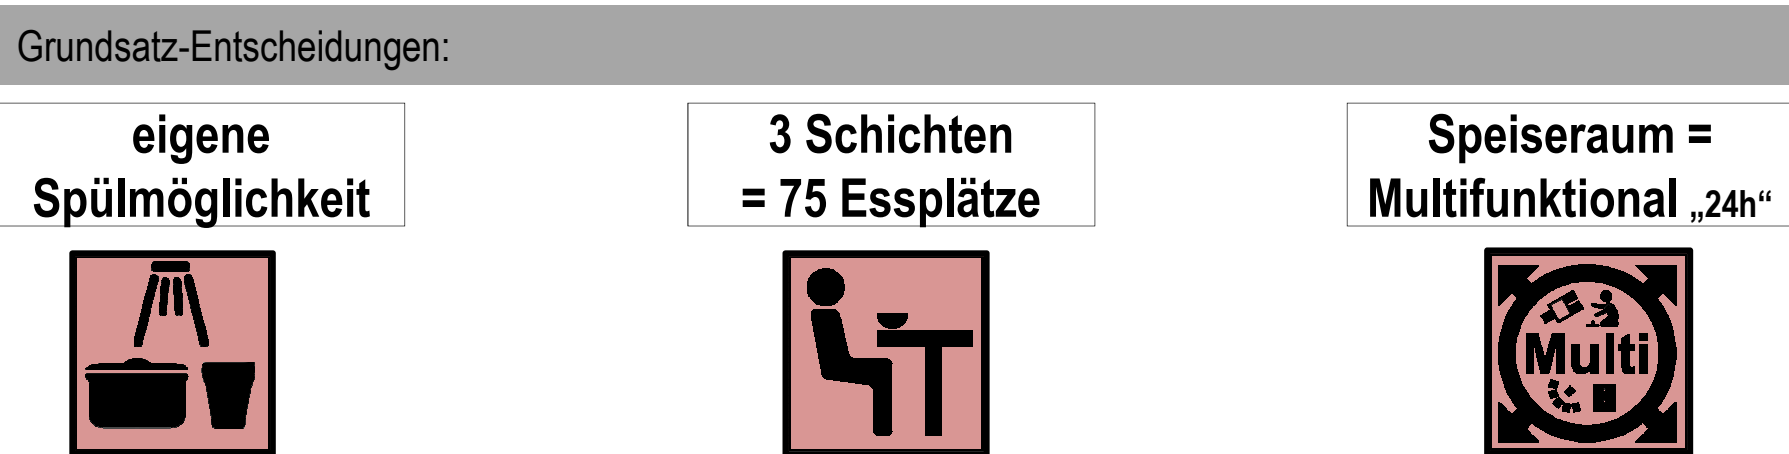 Grundsatz-Entscheidungen:
eigene
Spülmöglichkeit
3 Schichten
= 75 Essplätze
Speiseraum =
Multifunktional „24h“
Multi